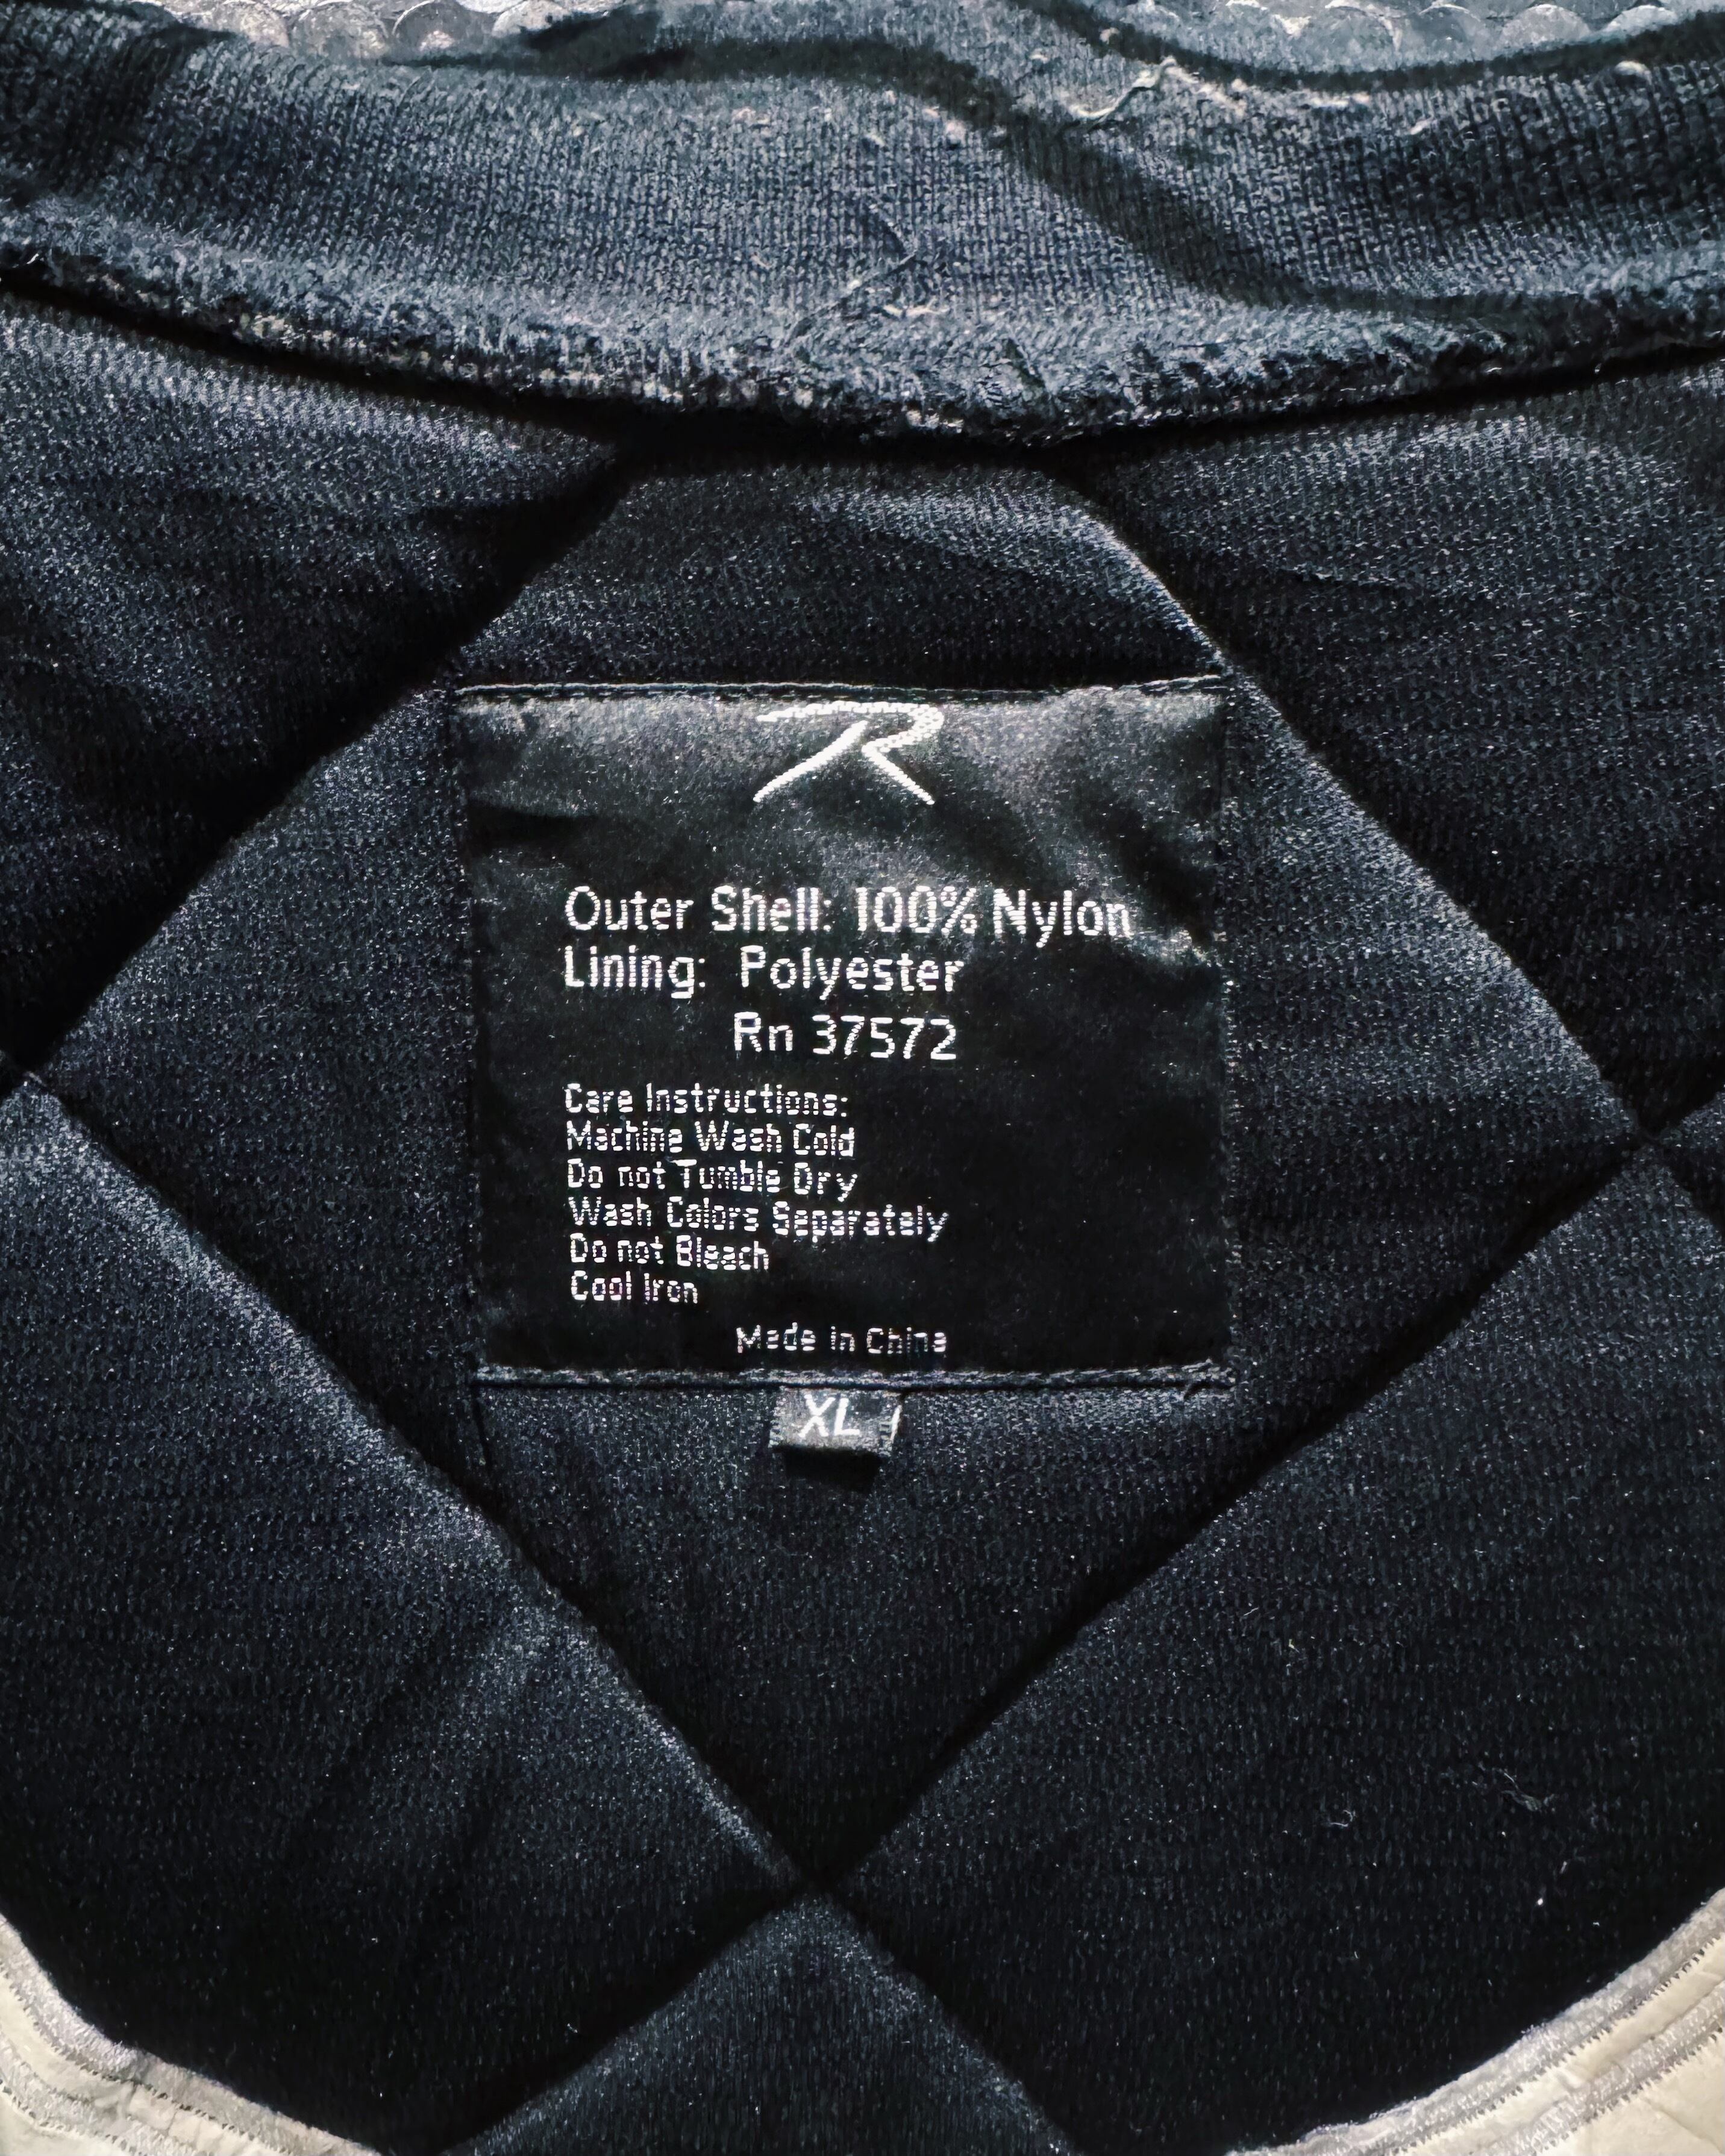 R
Outer Shell: 100% Nylon
Lining: Polyester
Rn 37572
Care Instructions:
Machine Wash Cold
Do not Tumble Dry
Wash Colors Separately
Do not Bleach
Cool Iron
Made in China
XL